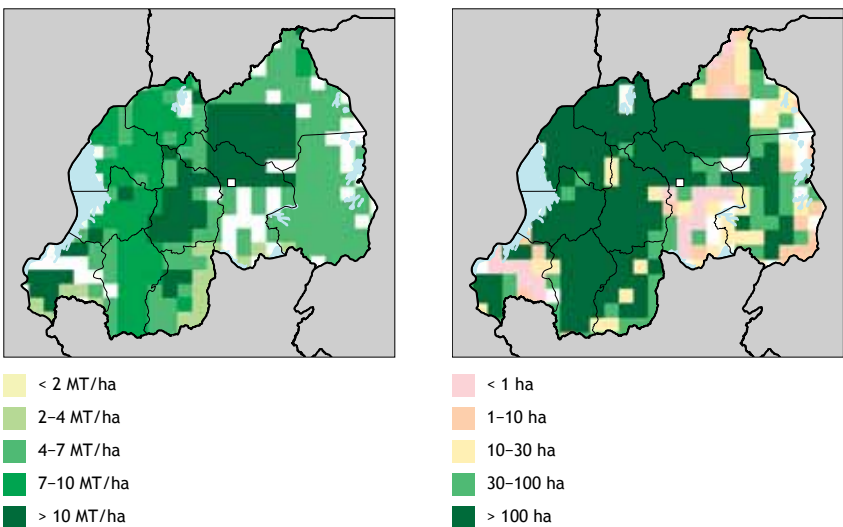 < 2 MT/ha
2–4 MT/ha
4–7 MT/ha
7–10 MT/ha
> 10 MT/ha
< 1 ha
1–10 ha
10–30 ha
30–100 ha
> 100 ha